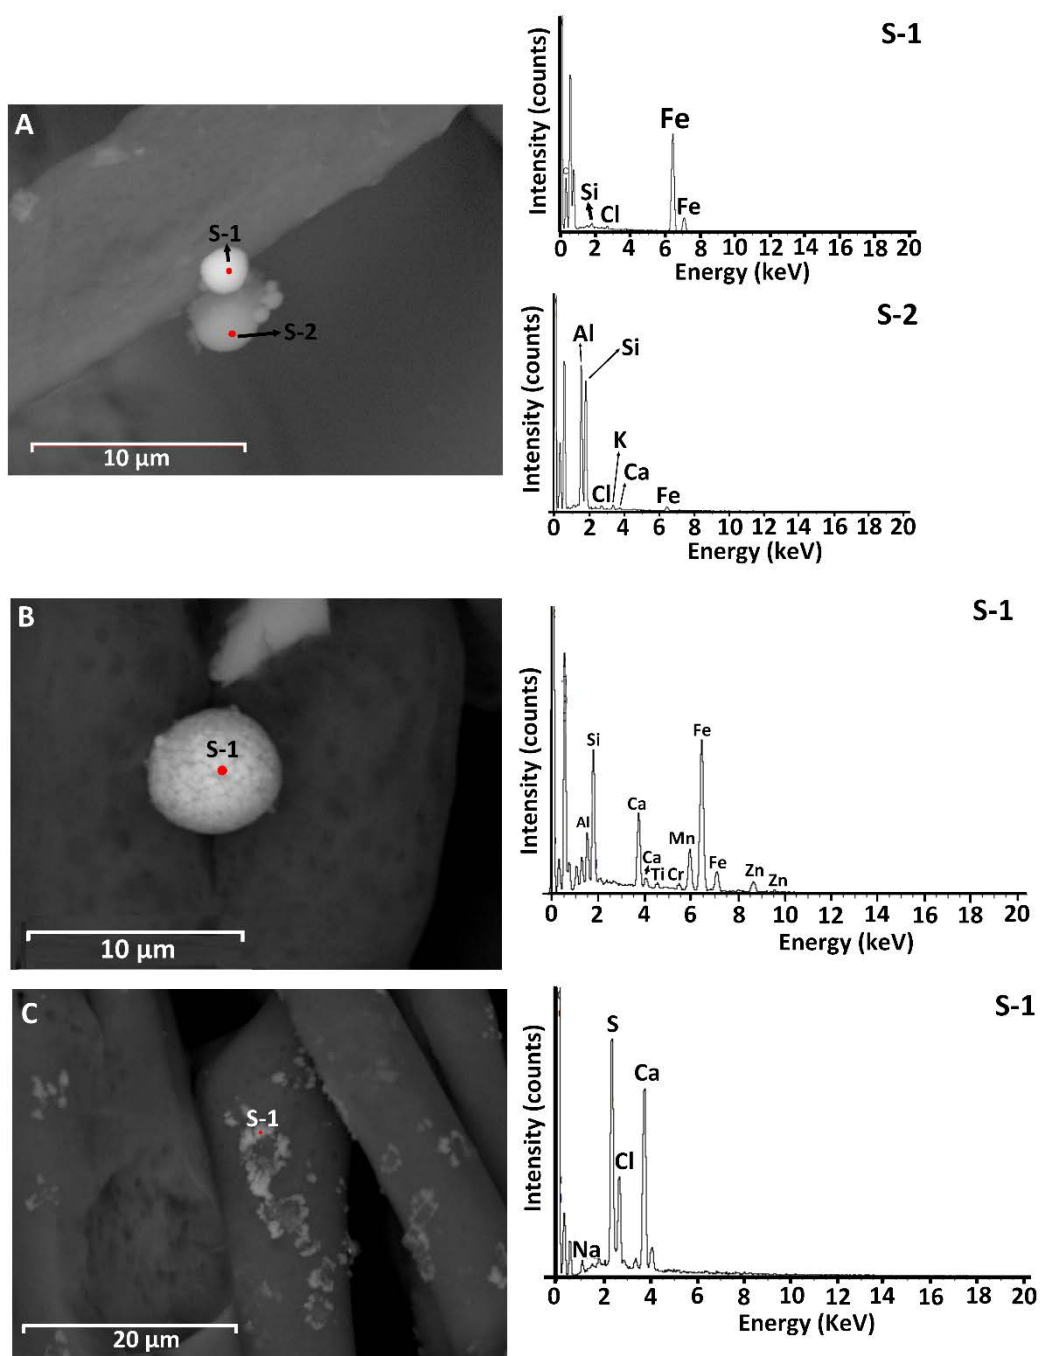 A
S-1
S-2
10 µm
S-1
Intensity (counts)
C
Si
Cl
Fe
Fe
0 2 4 6 8 10 12 14 16 18 20
Energy (keV)
S-2
Intensity (counts)
Al
Si
Cl
K
Ca
Fe
0 2 4 6 8 10 12 14 16 18 20
Energy (keV)
B
S-1
10 µm
S-1
Intensity (counts)
Al
Si
Ca
Ca
Ti
Cr
Mn
Fe
Fe
Zn
Zn
0 2 4 6 8 10 12 14 16 18 20
Energy (keV)
C
S-1
20 µm
S-1
Intensity (counts)
Na
S
Cl
Ca
0 2 4 6 8 10 12 14 16 18 20
Energy (KeV)